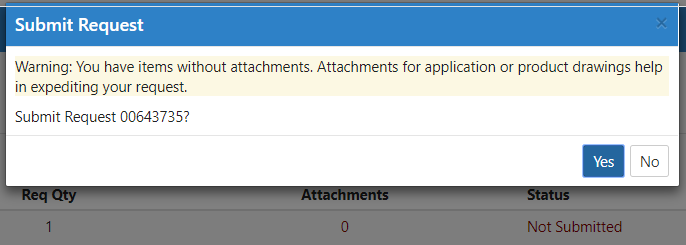 Submit Request
×
Warning: You have items without attachments. Attachments for application or product drawings help
in expediting your request.
Submit Request 00643735?
Yes No
Req Qty Attachments Status
1 0 Not Submitted